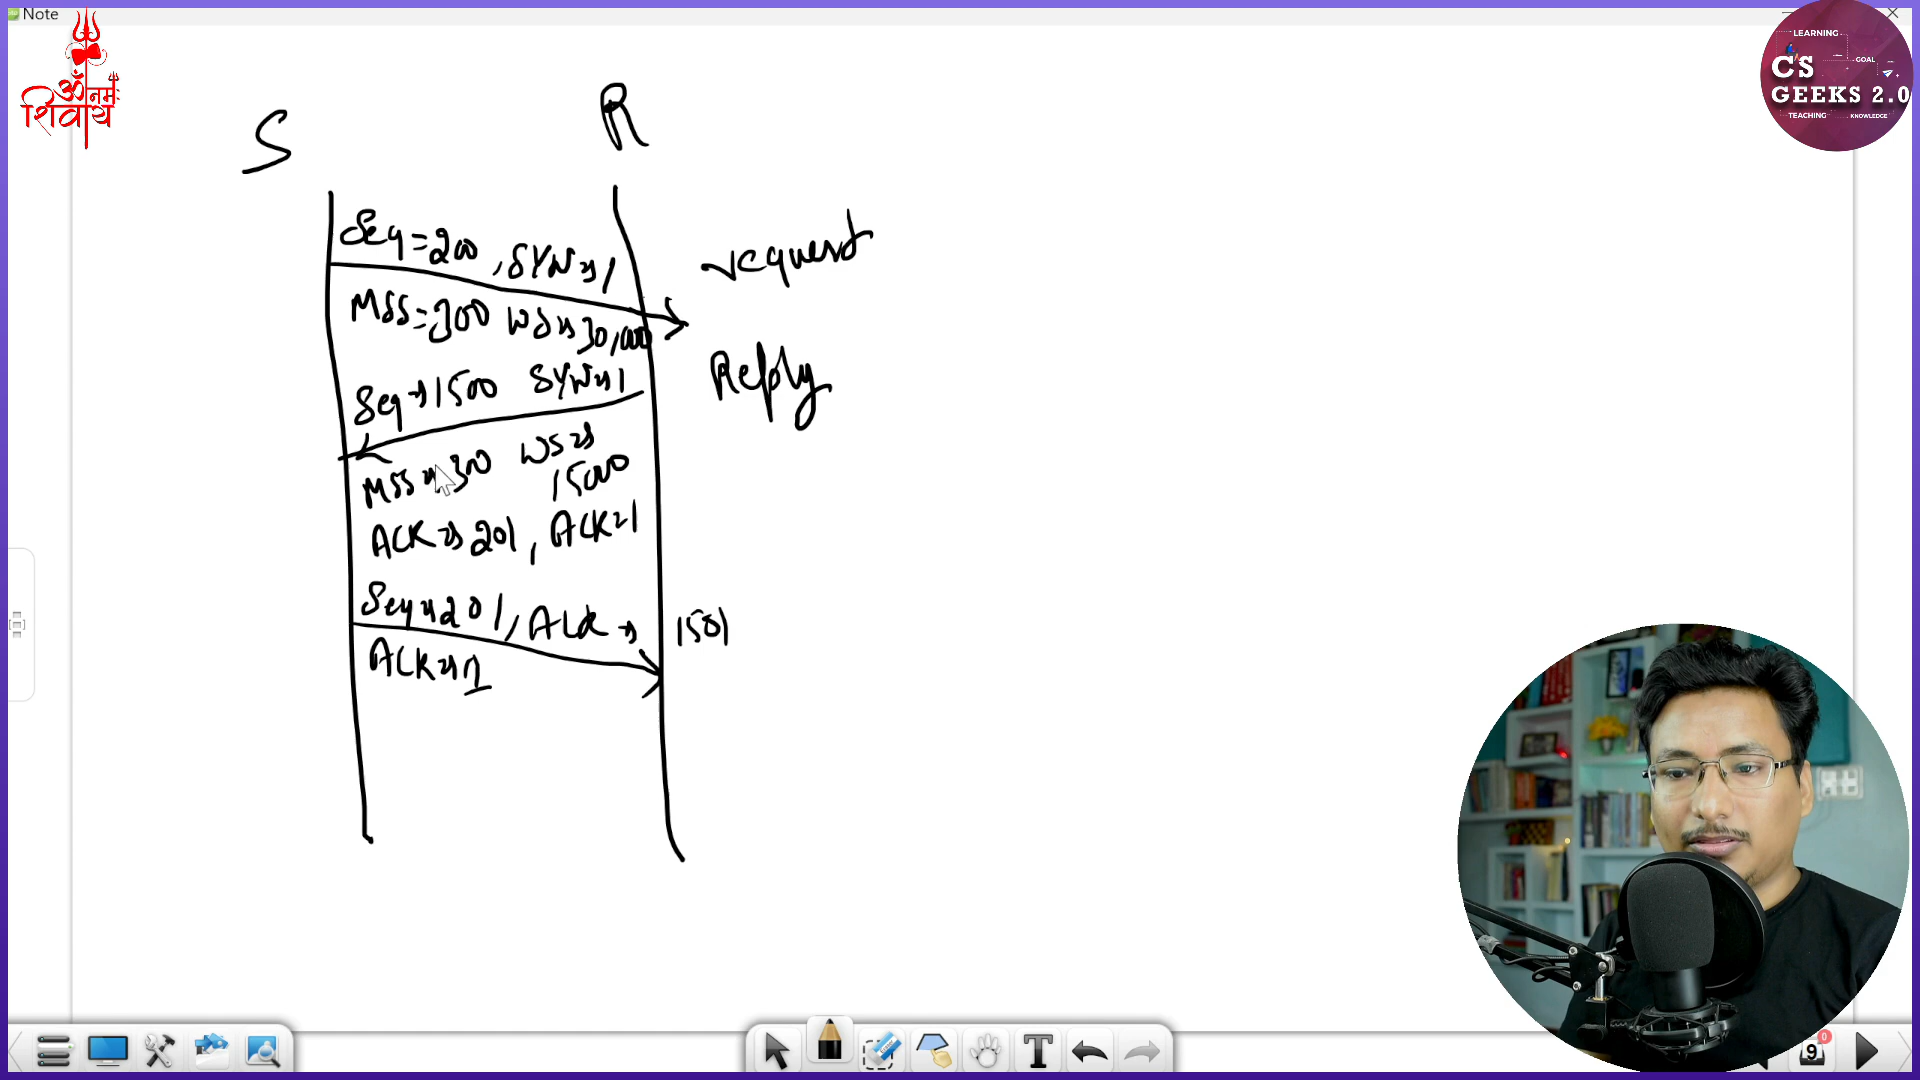 Note
ॐ नमः
शिवाय
LEARNING
GOAL
CS
GEEKS 2.0
TEACHING
KNOWLEDGE
S R
Seq = 200 , SYN = 1
request
MSS = 300 WS = 30,000
Reply
Seq → 1500 SYN = 1
MSS = 300 WS =
15000
ACK = 201 , ACK = 1
Seq = 201 , ACK → 1501
ACK = 1
T
9
0